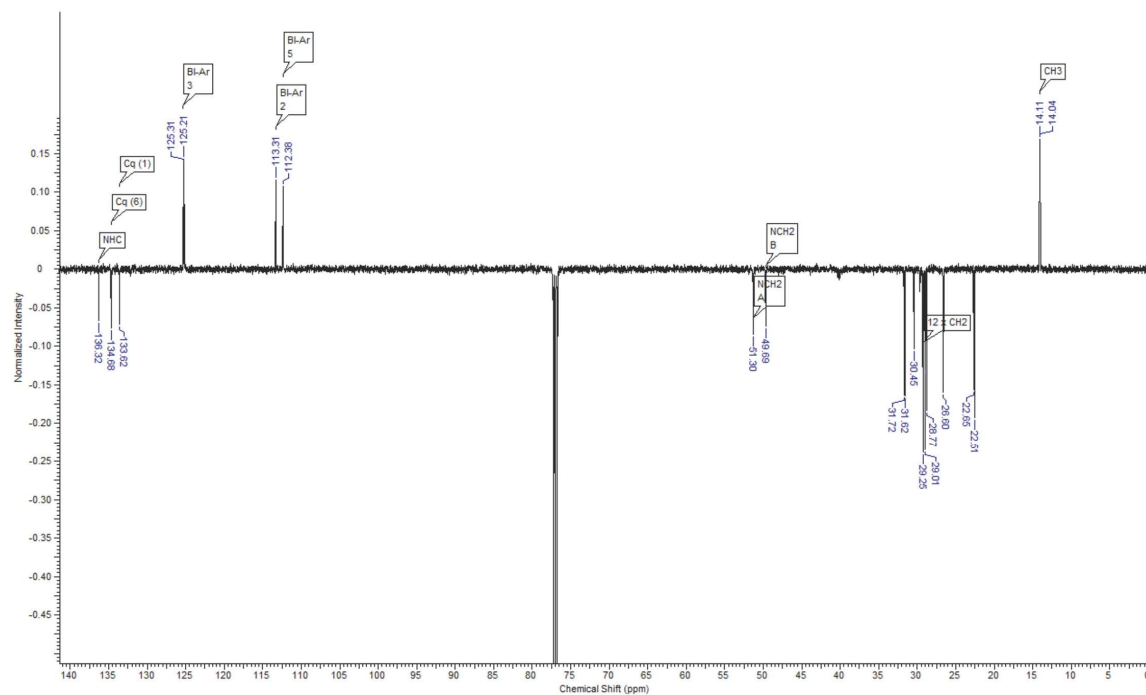 Bl-Ar
5
Bl-Ar
3
Bl-Ar
2
CH3
Cq (1)
Cq (6)
NHC
NCH2
B
NCH2
A
12 x CH2
125.31
125.21
113.31
112.38
14.11
14.04
136.32
134.68
133.62
51.30
49.69
31.72
31.62
30.45
29.25
29.01
28.77
26.60
22.65
22.51
Normalized Intensity
0.15
0.10
0.05
0
-0.05
-0.10
-0.15
-0.20
-0.25
-0.30
-0.35
-0.40
-0.45
140 135 130 125 120 115 110 105 100 95 90 85 80 75 70 65 60 55 50 45 40 35 30 25 20 15 10 5 0
Chemical Shift (ppm)